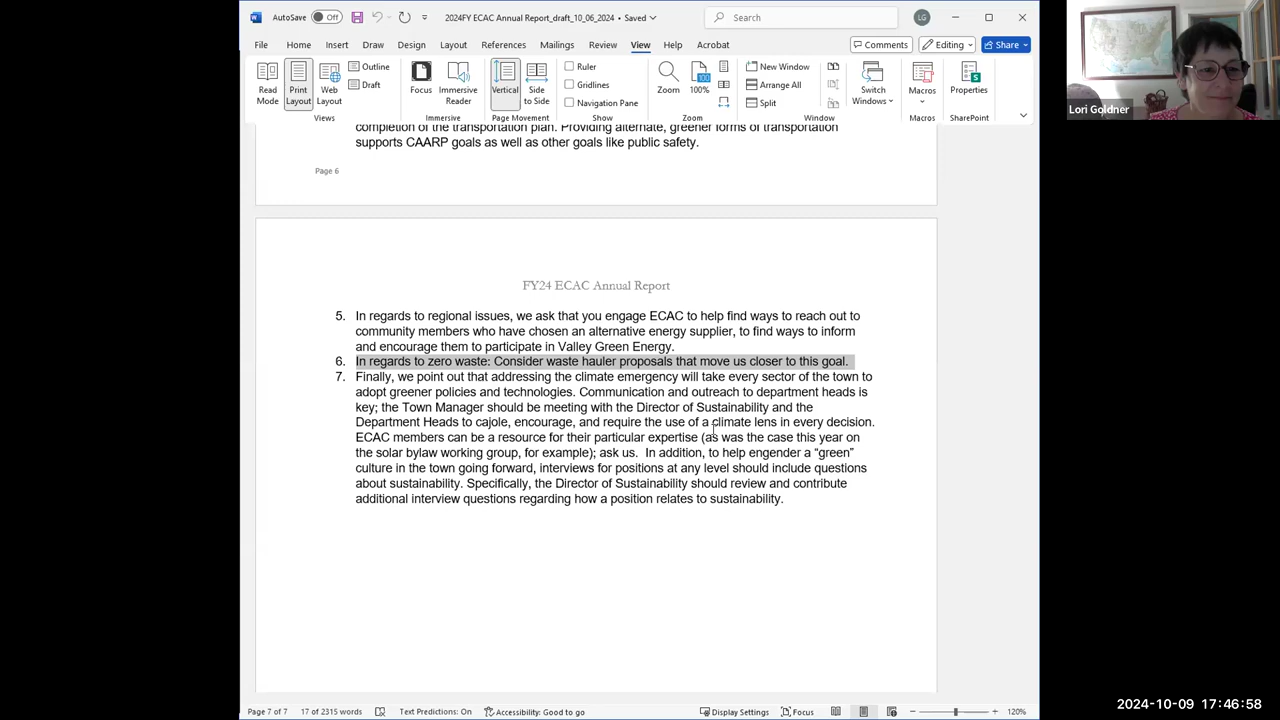 AutoSave Off 2024FY ECAC Annual Report_draft_10_06_2024 • Saved Search LG
File Home Insert Draw Design Layout References Mailings Review View Help Acrobat Comments Editing Share
Read Mode
Print Layout
Web Layout
Outline
Draft
Views
Focus
Immersive Reader
Immersive
Vertical
Side to Side
Page Movement
Ruler
Gridlines
Navigation Pane
Show
Zoom
100
100%
Zoom
New Window
Arrange All
Split
Switch Windows
Window
Macros
Macros
Properties
SharePoint
Lori Goldner
completion of the transportation plan. Providing alternate, greener forms of transportation
supports CAARP goals as well as other goals like public safety.
Page 6
FY24 ECAC Annual Report
5. In regards to regional issues, we ask that you engage ECAC to help find ways to reach out to
community members who have chosen an alternative energy supplier, to find ways to inform
and encourage them to participate in Valley Green Energy.
6. In regards to zero waste: Consider waste hauler proposals that move us closer to this goal.
7. Finally, we point out that addressing the climate emergency will take every sector of the town to
adopt greener policies and technologies. Communication and outreach to department heads is
key; the Town Manager should be meeting with the Director of Sustainability and the
Department Heads to cajole, encourage, and require the use of a climate lens in every decision.
ECAC members can be a resource for their particular expertise (as was the case this year on
the solar bylaw working group, for example); ask us.  In addition, to help engender a “green”
culture in the town going forward, interviews for positions at any level should include questions
about sustainability. Specifically, the Director of Sustainability should review and contribute
additional interview questions regarding how a position relates to sustainability.
Page 7 of 7 17 of 2315 words Text Predictions: On Accessibility: Good to go Display Settings Focus 120%
2024-10-09 17:46:58